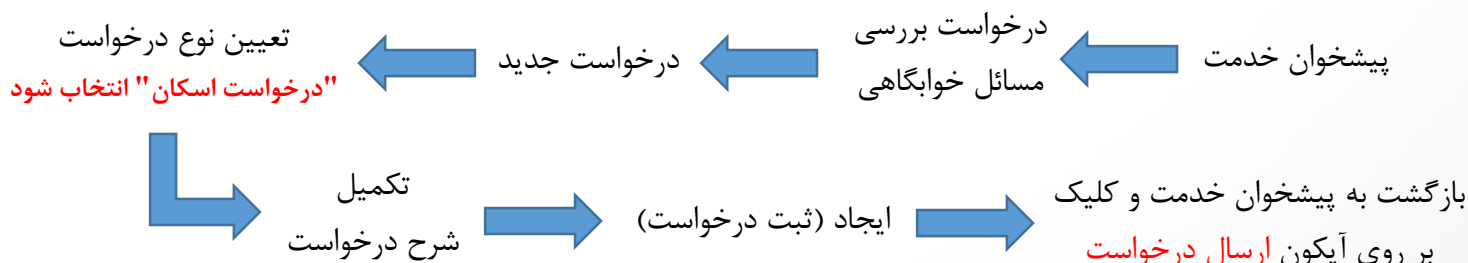 پیشخوان خدمت
درخواست بررسی
مسائل خوابگاهی
درخواست جدید
تعیین نوع درخواست
"درخواست اسکان" انتخاب شود
تکمیل
شرح درخواست
ایجاد (ثبت درخواست)
بازگشت به پیشخوان خدمت و کلیک
بر روی آیکون ارسال درخواست